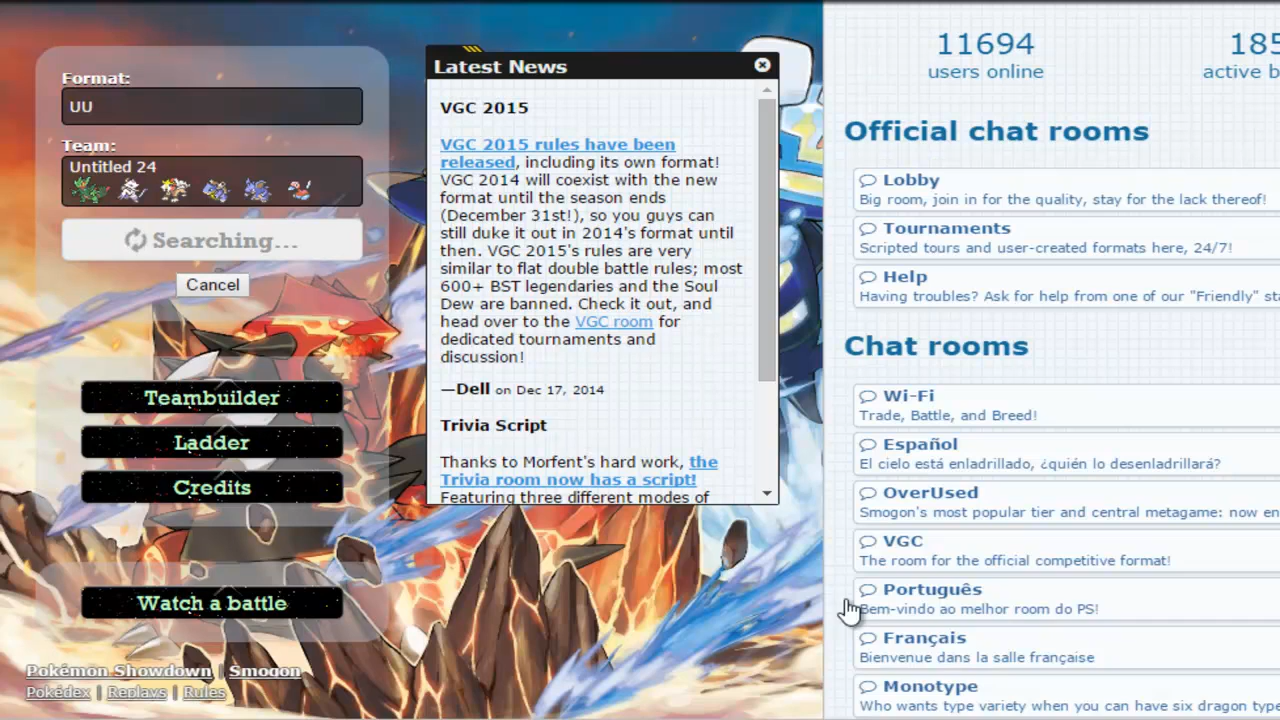 Format:
UU
Team:
Untitled 24
Searching...
Cancel
Teambuilder
Ladder
Credits
Watch a battle
Pokémon Showdown | Smogon
Pokédex | Replays | Rules
Latest News
VGC 2015
VGC 2015 rules have been
released, including its own format!
VGC 2014 will coexist with the new
format until the season ends
(December 31st!), so you guys can
still duke it out in 2014's format until
then. VGC 2015's rules are very
similar to flat double battle rules; most
600+ BST legendaries and the Soul
Dew are banned. Check it out, and
head over to the VGC room for
dedicated tournaments and
discussion!
—Dell on Dec 17, 2014
Trivia Script
Thanks to Morfent's hard work, the
Trivia room now has a script!
Featuring three different modes of
11694
users online
185
active b
Official chat rooms
Lobby
Big room, join in for the quality, stay for the lack thereof!
Tournaments
Scripted tours and user-created formats here, 24/7!
Help
Having troubles? Ask for help from one of our "Friendly" sta
Chat rooms
Wi-Fi
Trade, Battle, and Breed!
Español
El cielo está enladrillado, ¿quién lo desenladrillará?
OverUsed
Smogon's most popular tier and central metagame: now en
VGC
The room for the official competitive format!
Português
Bem-vindo ao melhor room do PS!
Français
Bienvenue dans la salle française
Monotype
Who wants type variety when you can have six dragon type